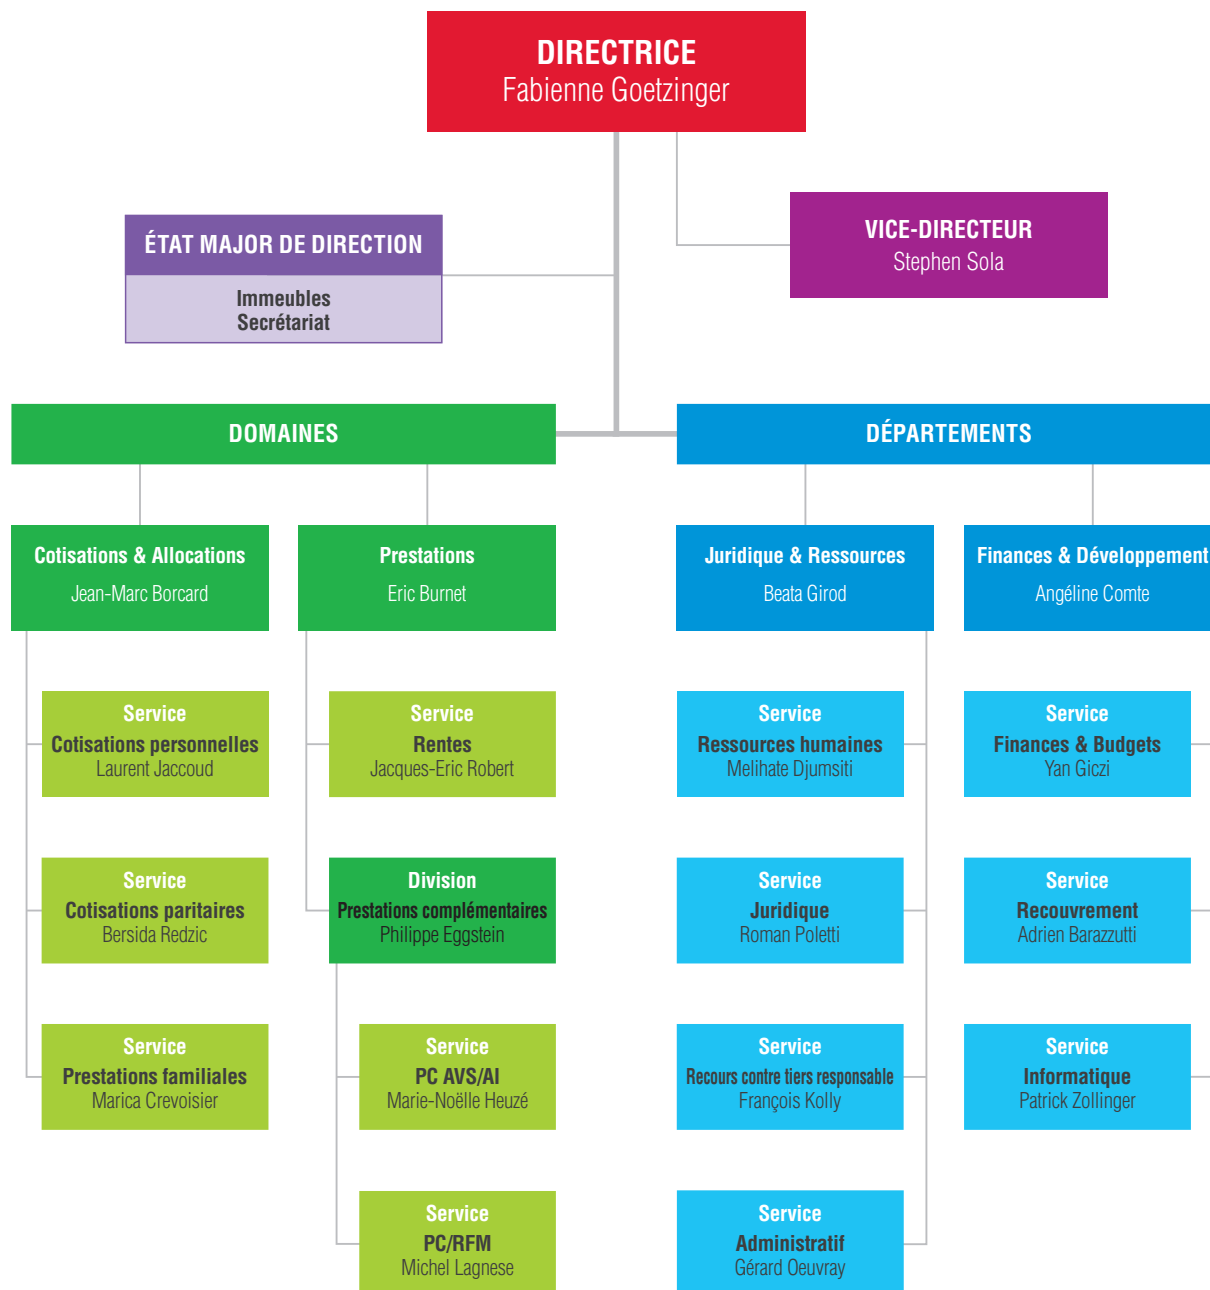 DIRECTRICE
Fabienne Goetzinger
VICE-DIRECTEUR
Stephen Sola
ÉTAT MAJOR DE DIRECTION
Immeubles
Secrétariat
DOMAINES
DÉPARTEMENTS
Cotisations & Allocations
Jean-Marc Borcard
Prestations
Eric Burnet
Juridique & Ressources
Beata Girod
Finances & Développement
Angéline Comte
Service
Cotisations personnelles
Laurent Jaccoud
Service
Rentes
Jacques-Eric Robert
Service
Ressources humaines
Melihate Djumsiti
Service
Finances & Budgets
Yan Giczi
Service
Cotisations paritaires
Bersida Redzic
Division
Prestations complémentaires
Philippe Eggstein
Service
Juridique
Roman Poletti
Service
Recouvrement
Adrien Barazzutti
Service
Prestations familiales
Marica Crevoisier
Service
PC AVS/AI
Marie-Noëlle Heuzé
Service
Recours contre tiers responsable
François Kolly
Service
Informatique
Patrick Zollinger
Service
PC/RFM
Michel Lagnese
Service
Administratif
Gérard Oeuvray